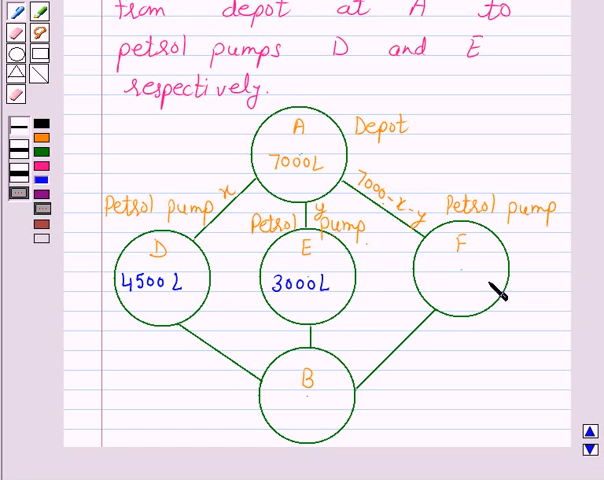 from depot at A to
petrol pumps D and E
respectively.
A Depot
7000L
x y 7000-x-y
Petrol pump Petrol pump Petrol pump
D E F
4500 L 3000L
B